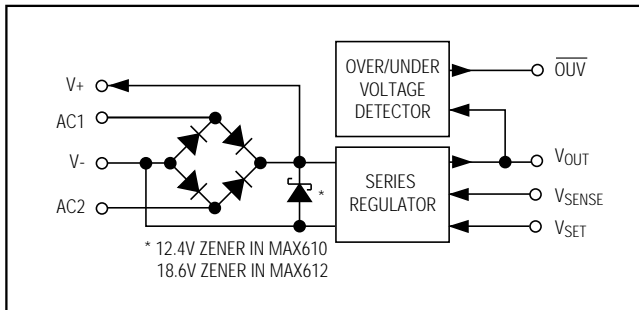 V+
AC1
V-
AC2
OVER/UNDER
VOLTAGE
DETECTOR
OUV
SERIES
REGULATOR
VOUT
VSENSE
VSET
*
* 12.4V ZENER IN MAX610
18.6V ZENER IN MAX612